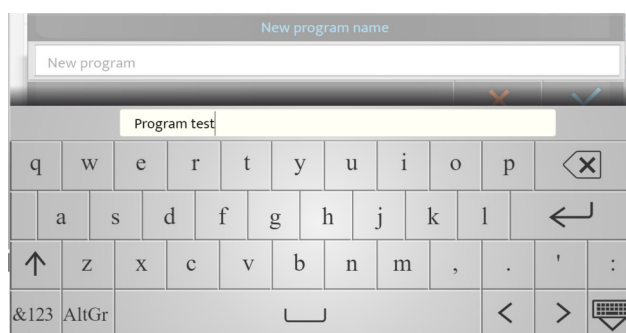 New program name
New program
Program test
q w e r t y u i o p
a s d f g h j k l
z x c v b n m , . ' :
&123 AltGr < >